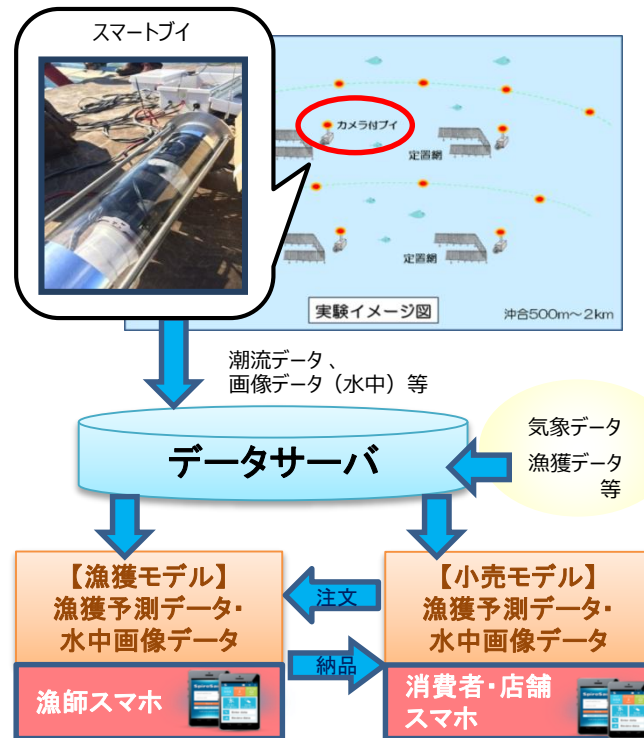 スマートブイ
カメラ付ブイ
定置網
定置網
実験イメージ図
沖合500m～2km
潮流データ、
画像データ（水中）等
気象データ
漁獲データ
等
データサーバ
【漁獲モデル】
漁獲予測データ・
水中画像データ
注文
【小売モデル】
漁獲予測データ・
水中画像データ
納品
漁師スマホ
消費者・店舗
スマホ